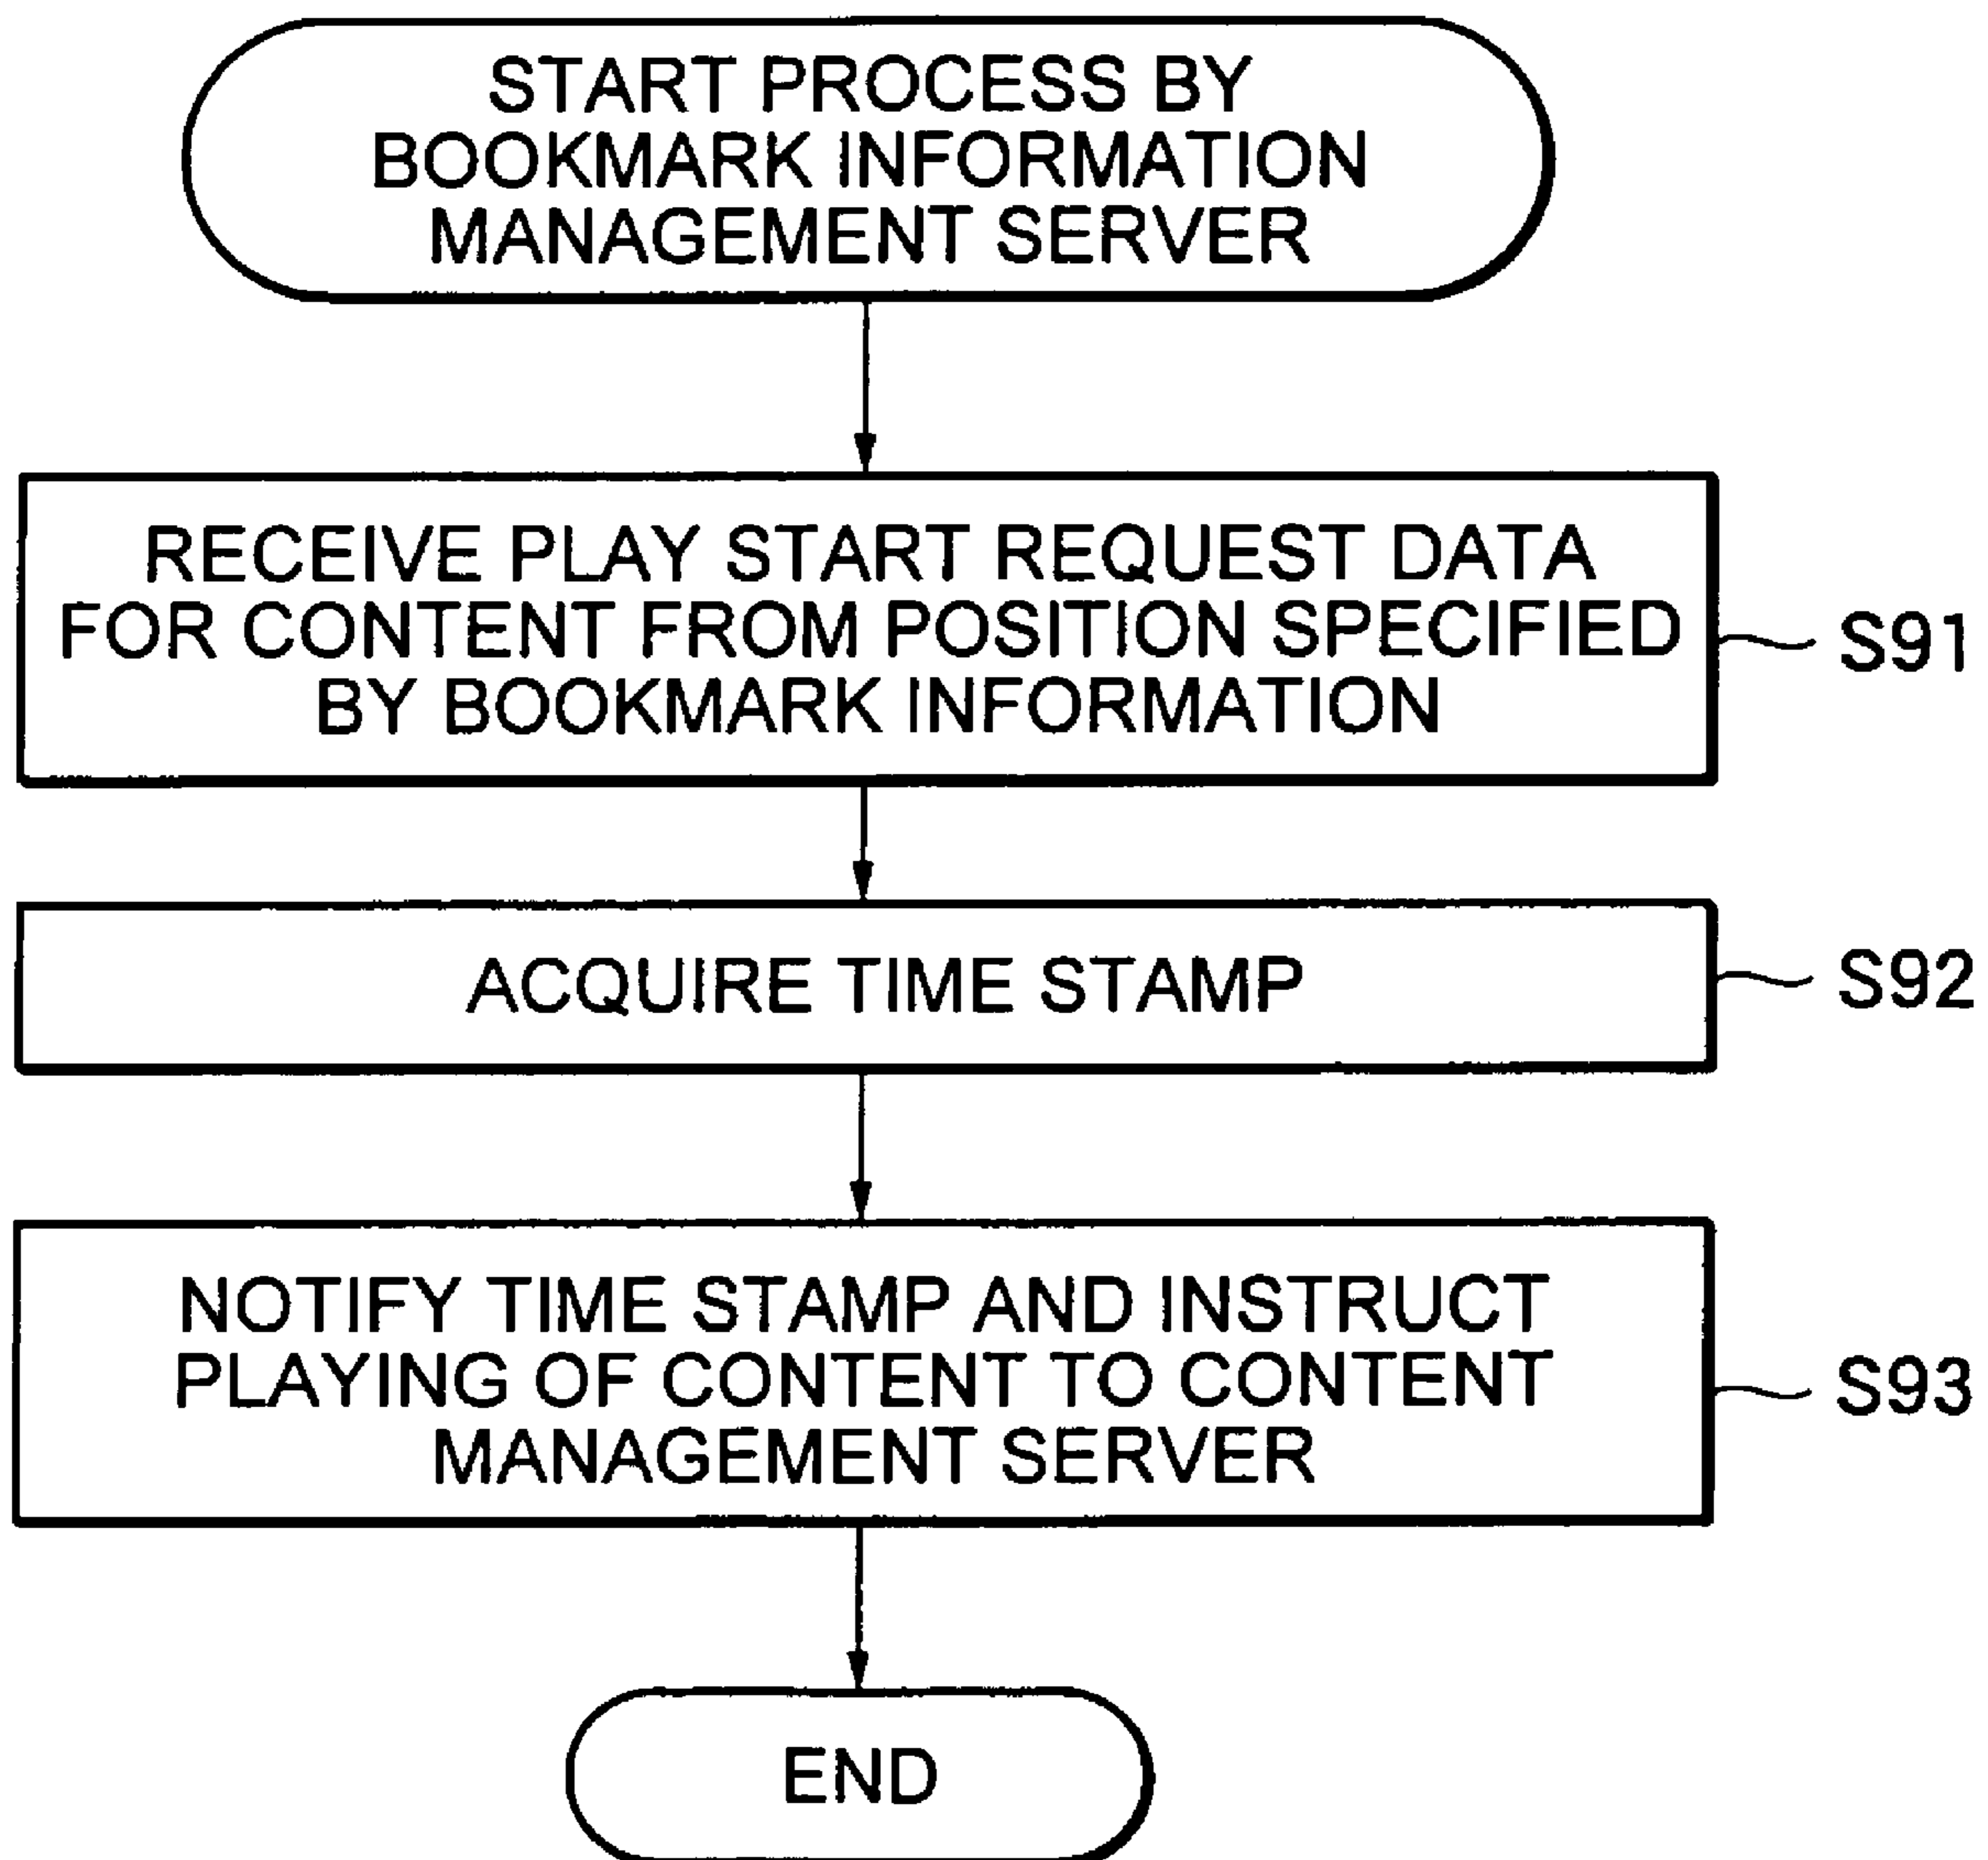 START PROCESS BY
BOOKMARK INFORMATION
MANAGEMENT SERVER
RECEIVE PLAY START REQUEST DATA
FOR CONTENT FROM POSITION SPECIFIED
BY BOOKMARK INFORMATION
S91
ACQUIRE TIME STAMP
S92
NOTIFY TIME STAMP AND INSTRUCT
PLAYING OF CONTENT TO CONTENT
MANAGEMENT SERVER
S93
END